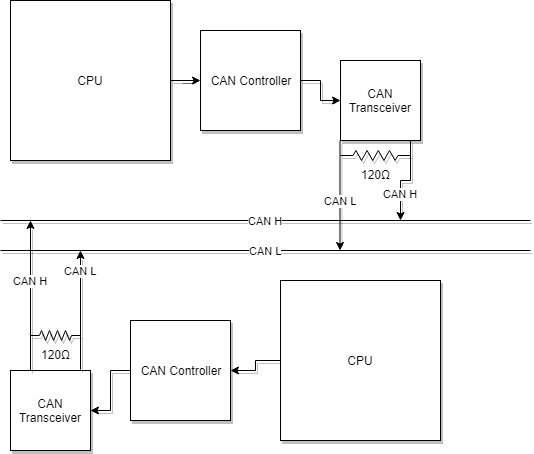 CPU
CAN Controller
CAN
Transceiver
120Ω
CAN L
CAN H
CAN H
CAN L
CAN H
CAN L
120Ω
CAN
Transceiver
CAN Controller
CPU